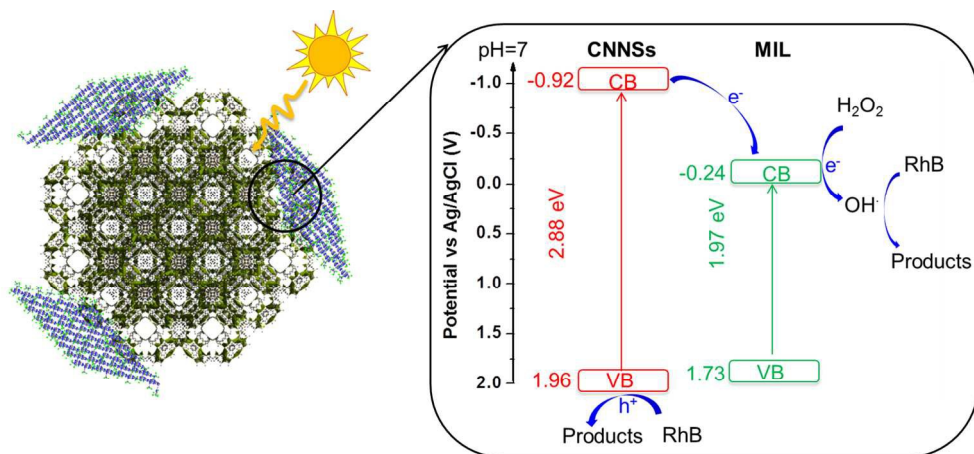 pH=7
CNNSs
MIL
Potential vs Ag/AgCl (V)
-1.0
-0.5
0.0
0.5
1.0
1.5
2.0
-0.92
CB
2.88 eV
1.96
VB
h⁺
Products
RhB
e⁻
-0.24
CB
1.97 eV
1.73
VB
e⁻
H₂O₂
OH·
RhB
Products